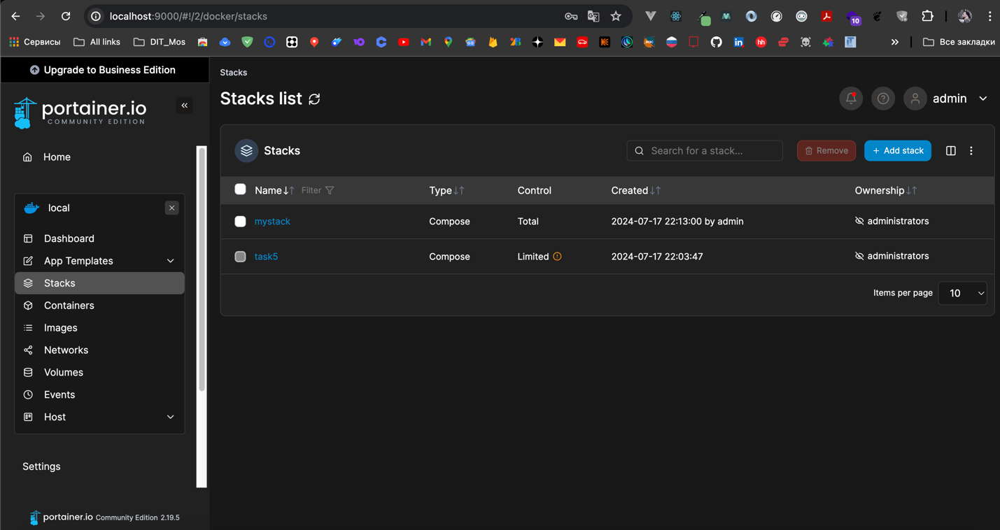 localhost:9000/#!/2/docker/stacks
10
Сервисы All links DIT_Mos Все закладки
Upgrade to Business Edition
portainer.io
COMMUNITY EDITION
Home
local
Dashboard
App Templates
Stacks
Containers
Images
Networks
Volumes
Events
Host
Settings
portainer.io Community Edition 2.19.5
Stacks
Stacks list
admin
Stacks Search for a stack... Remove + Add stack
Name Filter Type Control Created Ownership
mystack Compose Total 2024-07-17 22:13:00 by admin administrators
task5 Compose Limited 2024-07-17 22:03:47 administrators
Items per page 10